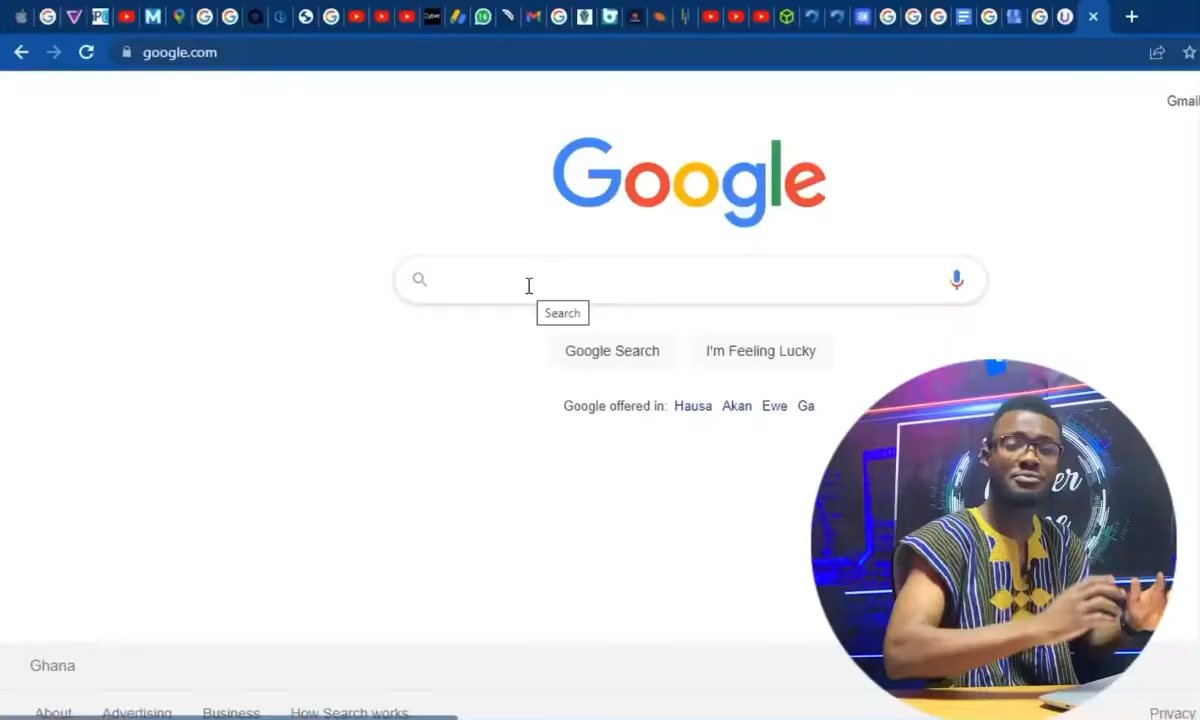 google.com
Gmail
Google
Search
Google Search
I'm Feeling Lucky
Google offered in: Hausa Akan Ewe Ga
Ghana
About Advertising Business How Search works
Privacy